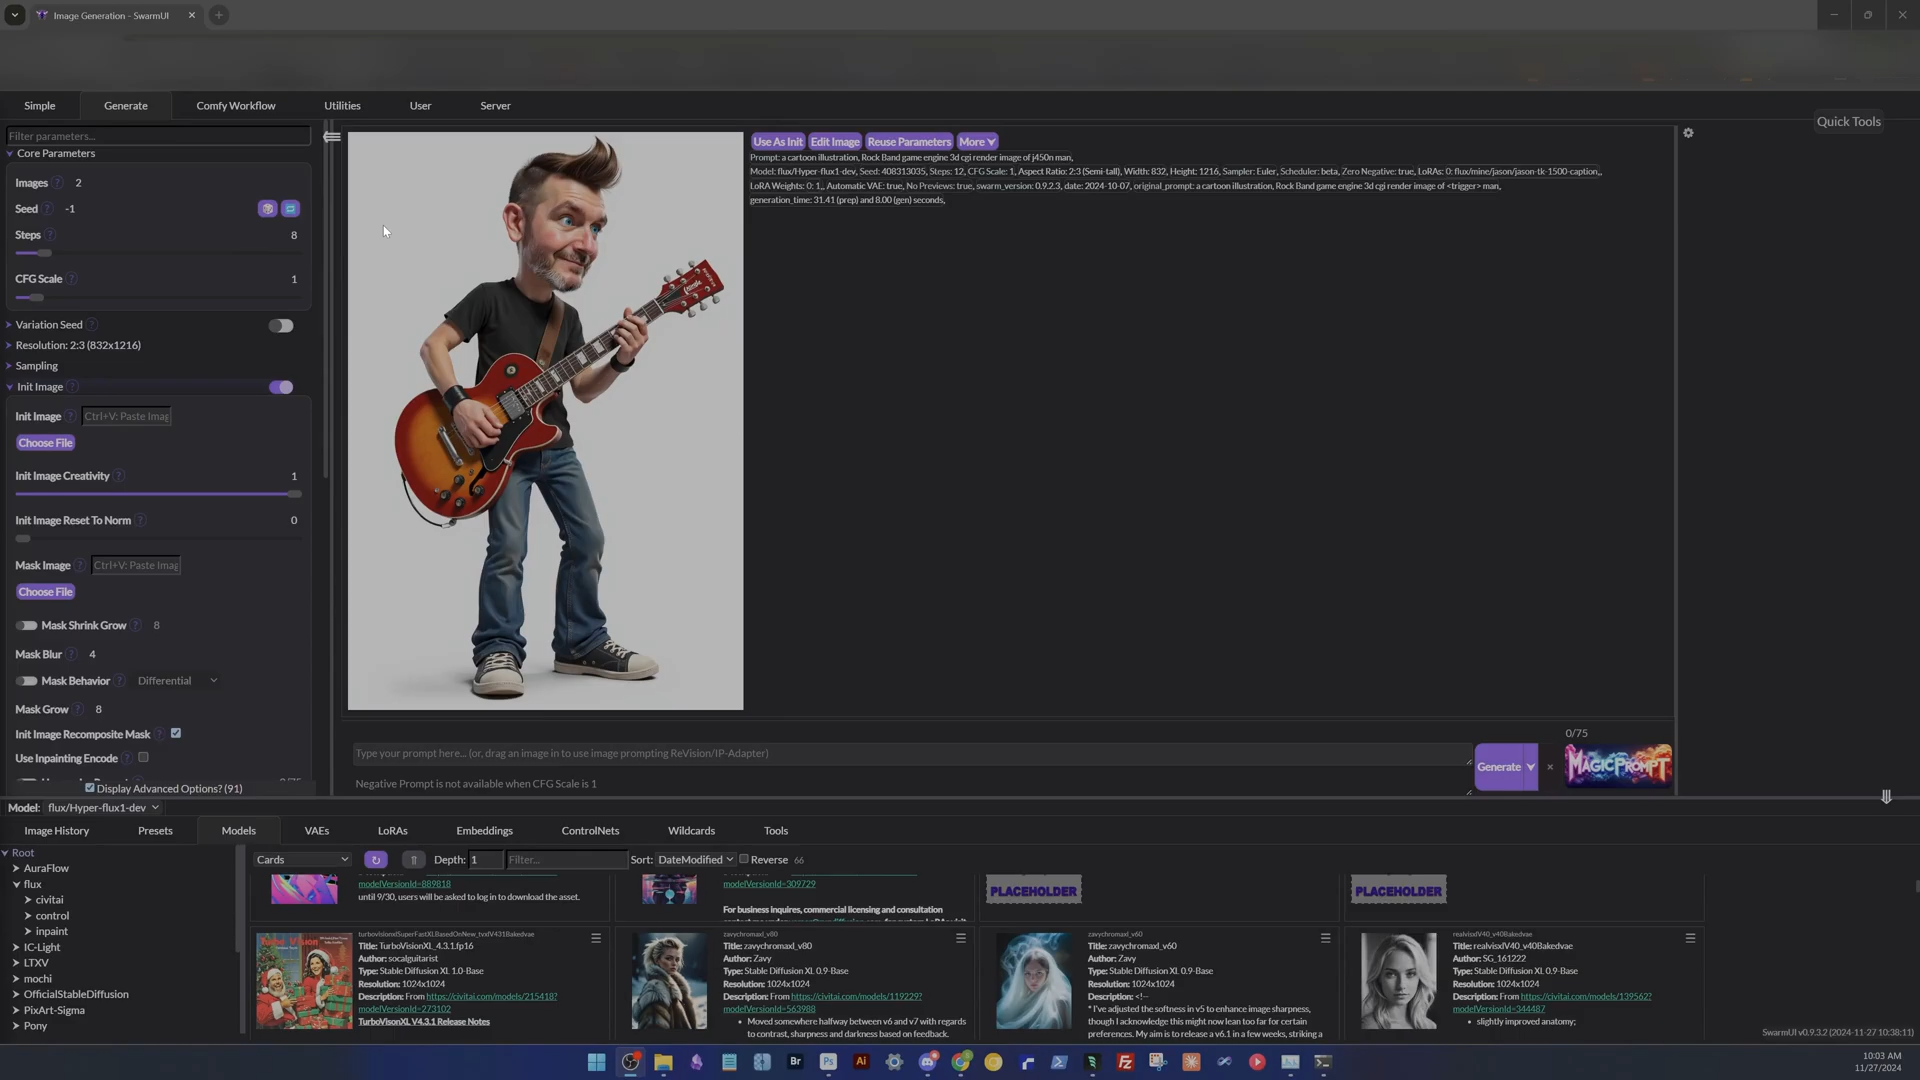 Image Generation - SwarmUI
Simple
Generate
Comfy Workflow
Utilities
User
Server
Quick Tools
Filter parameters...
Core Parameters
Images ? 2
Seed ? -1
Steps ? 8
CFG Scale ? 1
Variation Seed ?
Resolution: 2:3 (832x1216)
Sampling
Init Image ?
Init Image ? Ctrl+V: Paste Imag
Choose File
Init Image Creativity ? 1
Init Image Reset To Norm ? 0
Mask Image ? Ctrl+V: Paste Imag
Choose File
Mask Shrink Grow ? 8
Mask Blur ? 4
Mask Behavior ? Differential
Mask Grow ? 8
Init Image Recomposite Mask ?
Use Inpainting Encode ?
Display Advanced Options? (91)
Use As Init
Edit Image
Reuse Parameters
More
Prompt: a cartoon illustration, Rock Band game engine 3d cgi render image of j450n man,
Model: flux/Hyper-flux1-dev, Seed: 408313035, Steps: 12, CFG Scale: 1, Aspect Ratio: 2:3 (Semi-tall), Width: 832, Height: 1216, Sampler: Euler, Scheduler: beta, Zero Negative: true, LoRAs: 0: flux/mine/jason/jason-tk-1500-caption,,
LoRA Weights: 0: 1,, Automatic VAE: true, No Previews: true, swarm_version: 0.9.2.3, date: 2024-10-07, original_prompt: a cartoon illustration, Rock Band game engine 3d cgi render image of <trigger> man,
generation_time: 31.41 (prep) and 8.00 (gen) seconds,
0/75
Type your prompt here... (or, drag an image in to use image prompting ReVision/IP-Adapter)
Negative Prompt is not available when CFG Scale is 1
Generate
×
MAGICPROMPT
Model: flux/Hyper-flux1-dev
Image History
Presets
Models
VAEs
LoRAs
Embeddings
ControlNets
Wildcards
Tools
Root
AuraFlow
flux
civitai
control
inpaint
IC-Light
LTXV
mochi
OfficialStableDiffusion
PixArt-Sigma
Pony
Cards
Depth: 1
Filter...
Sort: DateModified
Reverse 66
modelVersionId=889818
until 9/30, users will be asked to log in to download the asset.
modelVersionId=309729
For business inquires, commercial licensing and consultation
PLACEHOLDER
PLACEHOLDER
turbovisionxlSuperFastXLBasedOnNew_tvxlV431Bakedvae
Title: TurboVisionXL_4.3.1.fp16
Author: socalguitarist
Type: Stable Diffusion XL 1.0-Base
Resolution: 1024x1024
Description: From https://civitai.com/models/215418?
modelVersionId=273102
TurboVisonXL V4.3.1 Release Notes
zavychromaxl_v80
Title: zavychromaxl_v80
Author: Zavy
Type: Stable Diffusion XL 0.9-Base
Resolution: 1024x1024
Description: From https://civitai.com/models/119229?
modelVersionId=563988
• Moved somewhere halfway between v6 and v7 with regards
to contrast, sharpness and darkness based on feedback.
zavychromaxl_v60
Title: zavychromaxl_v60
Author: Zavy
Type: Stable Diffusion XL 0.9-Base
Resolution: 1024x1024
Description: <!--
* I've adjusted the softness in v5 to enhance image sharpness,
though I acknowledge this might now lean too far for certain
preferences. My aim is to release a v6.1 in a few weeks, striking a
realvisxlV40_v40Bakedvae
Title: realvisxlV40_v40Bakedvae
Author: SG_161222
Type: Stable Diffusion XL 0.9-Base
Resolution: 1024x1024
Description: From https://civitai.com/models/139562?
modelVersionId=344487
• slightly improved anatomy;
SwarmUI v0.9.3.2 (2024-11-27 10:38:11)
Br
Ps
Ai
FZ
10:03 AM
11/27/2024